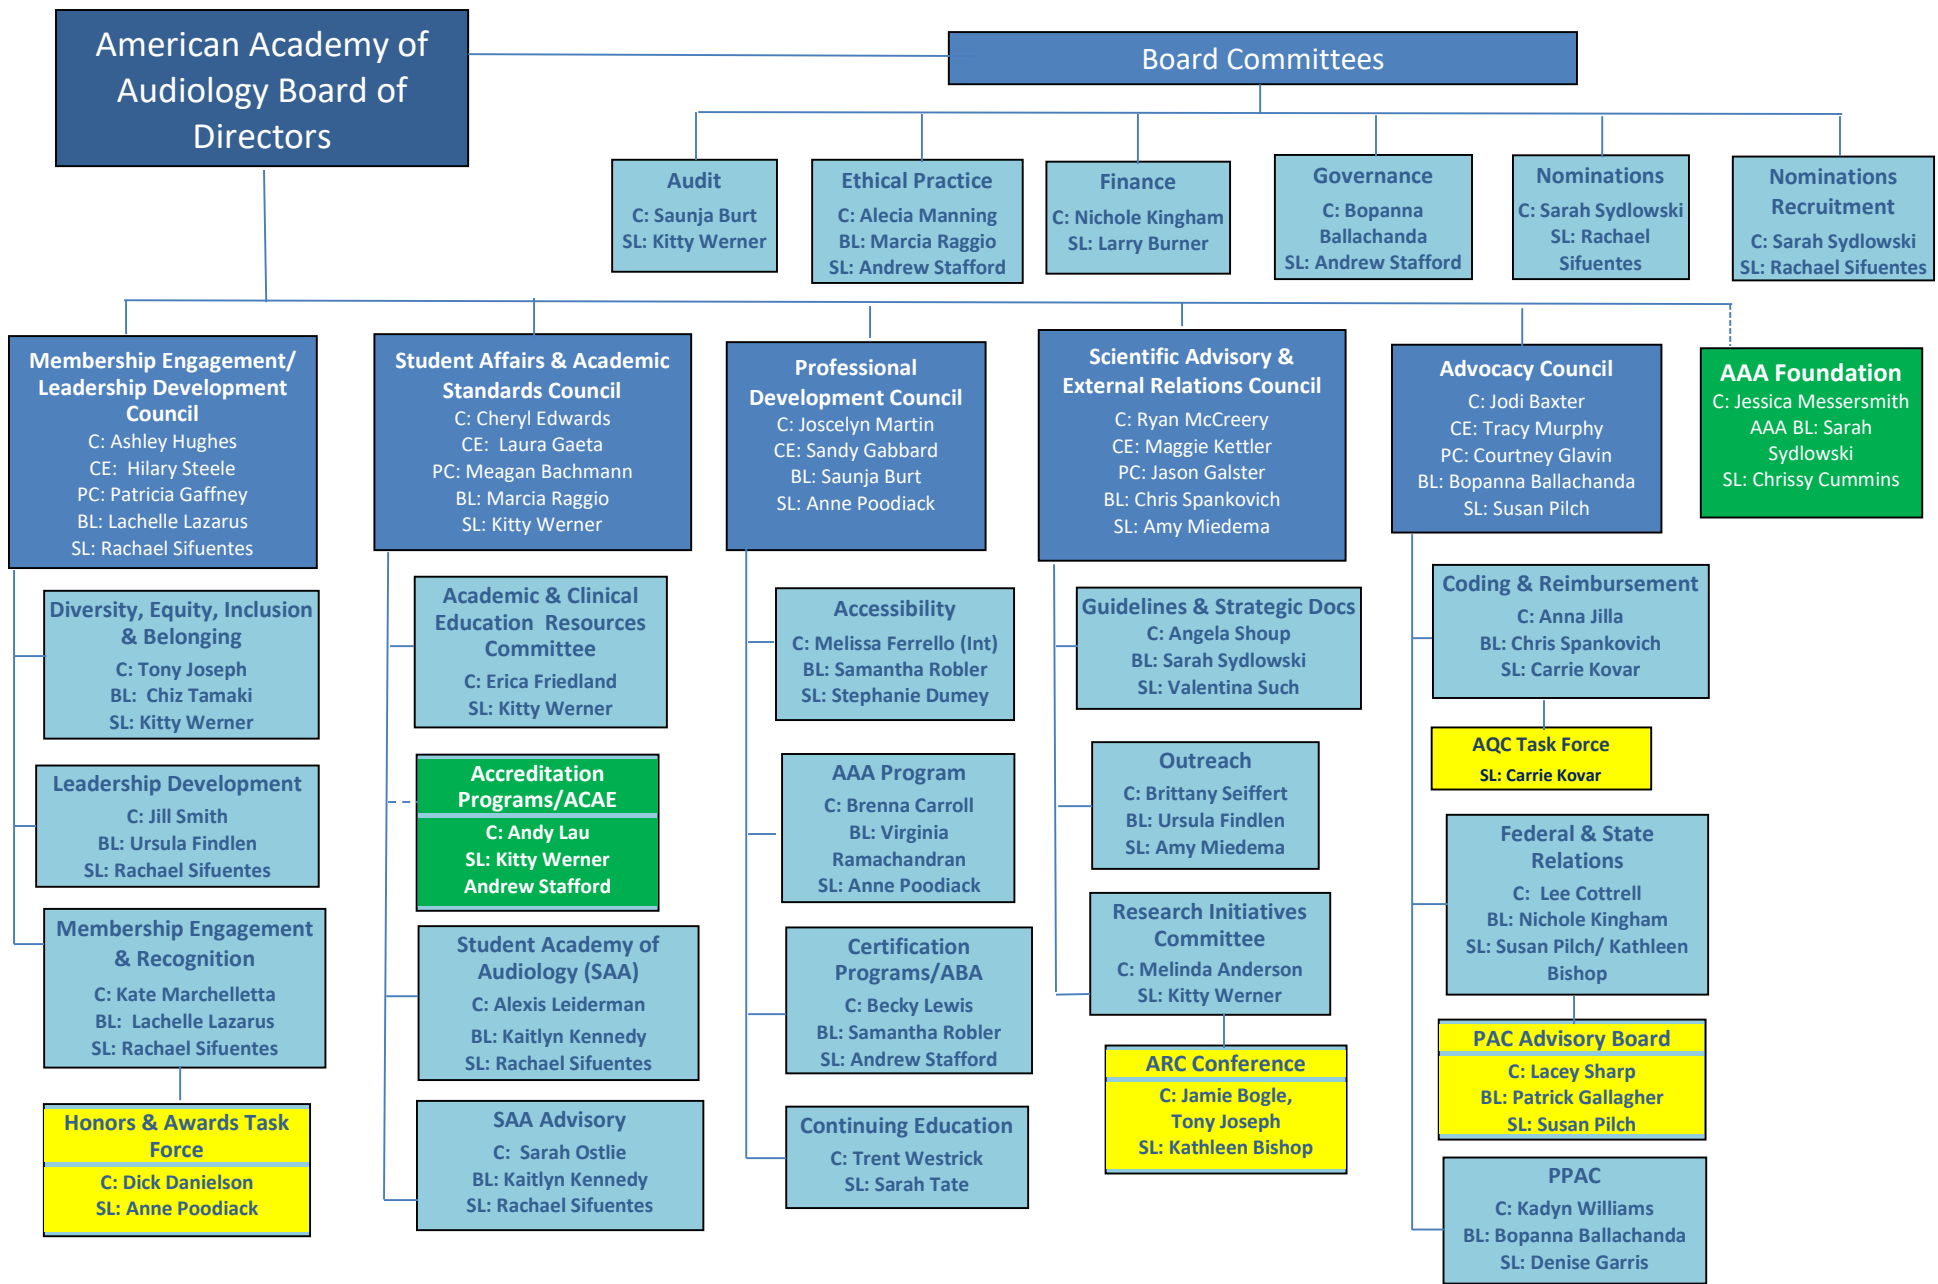 American Academy of
Audiology Board of
Directors
Board Committees
Audit
C: Saunja Burt
SL: Kitty Werner
Ethical Practice
C: Alecia Manning
BL: Marcia Raggio
SL: Andrew Stafford
Finance
C: Nichole Kingham
SL: Larry Burner
Governance
C: Bopanna
Ballachanda
SL: Andrew Stafford
Nominations
C: Sarah Sydlowski
SL: Rachael
Sifuentes
Nominations
Recruitment
C: Sarah Sydlowski
SL: Rachael Sifuentes
Membership Engagement/
Leadership Development
Council
C: Ashley Hughes
CE: Hilary Steele
PC: Patricia Gaffney
BL: Lachelle Lazarus
SL: Rachael Sifuentes
Student Affairs & Academic
Standards Council
C: Cheryl Edwards
CE: Laura Gaeta
PC: Meagan Bachmann
BL: Marcia Raggio
SL: Kitty Werner
Professional
Development Council
C: Joscelyn Martin
CE: Sandy Gabbard
BL: Saunja Burt
SL: Anne Poodiack
Scientific Advisory &
External Relations Council
C: Ryan McCreery
CE: Maggie Kettler
PC: Jason Galster
BL: Chris Spankovich
SL: Amy Miedema
Advocacy Council
C: Jodi Baxter
CE: Tracy Murphy
PC: Courtney Glavin
BL: Bopanna Ballachanda
SL: Susan Pilch
AAA Foundation
C: Jessica Messersmith
AAA BL: Sarah
Sydlowski
SL: Chrissy Cummins
Diversity, Equity, Inclusion
& Belonging
C: Tony Joseph
BL: Chiz Tamaki
SL: Kitty Werner
Leadership Development
C: Jill Smith
BL: Ursula Findlen
SL: Rachael Sifuentes
Membership Engagement
& Recognition
C: Kate Marchelletta
BL: Lachelle Lazarus
SL: Rachael Sifuentes
Honors & Awards Task
Force
C: Dick Danielson
SL: Anne Poodiack
Academic & Clinical
Education Resources
Committee
C: Erica Friedland
SL: Kitty Werner
Accreditation
Programs/ACAE
C: Andy Lau
SL: Kitty Werner
Andrew Stafford
Student Academy of
Audiology (SAA)
C: Alexis Leiderman
BL: Kaitlyn Kennedy
SL: Rachael Sifuentes
SAA Advisory
C: Sarah Ostlie
BL: Kaitlyn Kennedy
SL: Rachael Sifuentes
Accessibility
C: Melissa Ferrello (Int)
BL: Samantha Robler
SL: Stephanie Dumey
AAA Program
C: Brenna Carroll
BL: Virginia
Ramachandran
SL: Anne Poodiack
Certification
Programs/ABA
C: Becky Lewis
BL: Samantha Robler
SL: Andrew Stafford
Continuing Education
C: Trent Westrick
SL: Sarah Tate
Guidelines & Strategic Docs
C: Angela Shoup
BL: Sarah Sydlowski
SL: Valentina Such
Outreach
C: Brittany Seiffert
BL: Ursula Findlen
SL: Amy Miedema
Research Initiatives
Committee
C: Melinda Anderson
SL: Kitty Werner
ARC Conference
C: Jamie Bogle,
Tony Joseph
SL: Kathleen Bishop
Coding & Reimbursement
C: Anna Jilla
BL: Chris Spankovich
SL: Carrie Kovar
AQC Task Force
SL: Carrie Kovar
Federal & State
Relations
C: Lee Cottrell
BL: Nichole Kingham
SL: Susan Pilch/ Kathleen
Bishop
PAC Advisory Board
C: Lacey Sharp
BL: Patrick Gallagher
SL: Susan Pilch
PPAC
C: Kadyn Williams
BL: Bopanna Ballachanda
SL: Denise Garris